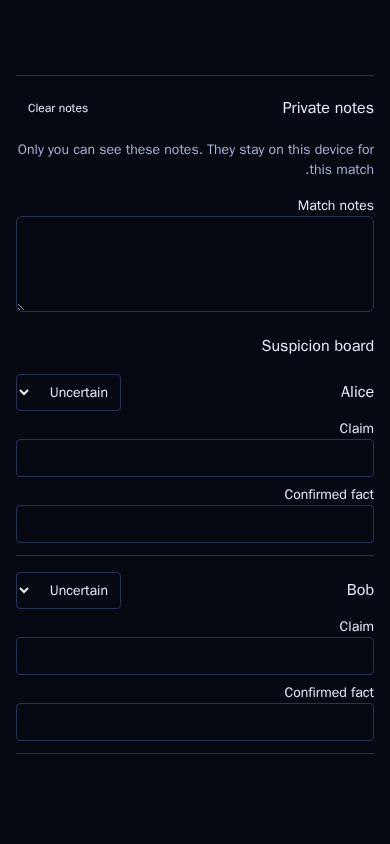 Private notes
Clear notes
Only you can see these notes. They stay on this device for
this match.
Match notes
Suspicion board
Alice
Uncertain
Claim
Confirmed fact
Bob
Uncertain
Claim
Confirmed fact